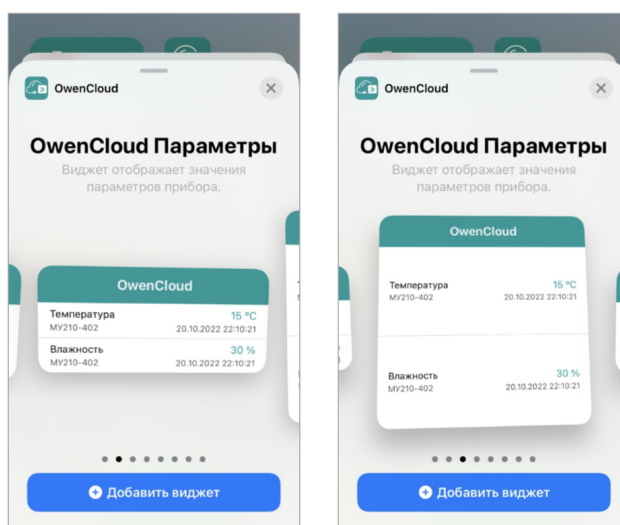 OwenCloud
OwenCloud Параметры
Виджет отображает значения
параметров прибора.
OwenCloud
Температура 15 °C
МУ210-402 20.10.2022 22:10:21
Влажность 30 %
МУ210-402 20.10.2022 22:10:21
Добавить виджет
OwenCloud
OwenCloud Параметры
Виджет отображает значения
параметров прибора.
OwenCloud
Температура 15 °C
МУ210-402 20.10.2022 22:10:21
Влажность 30 %
МУ210-402 20.10.2022 22:10:21
Добавить виджет